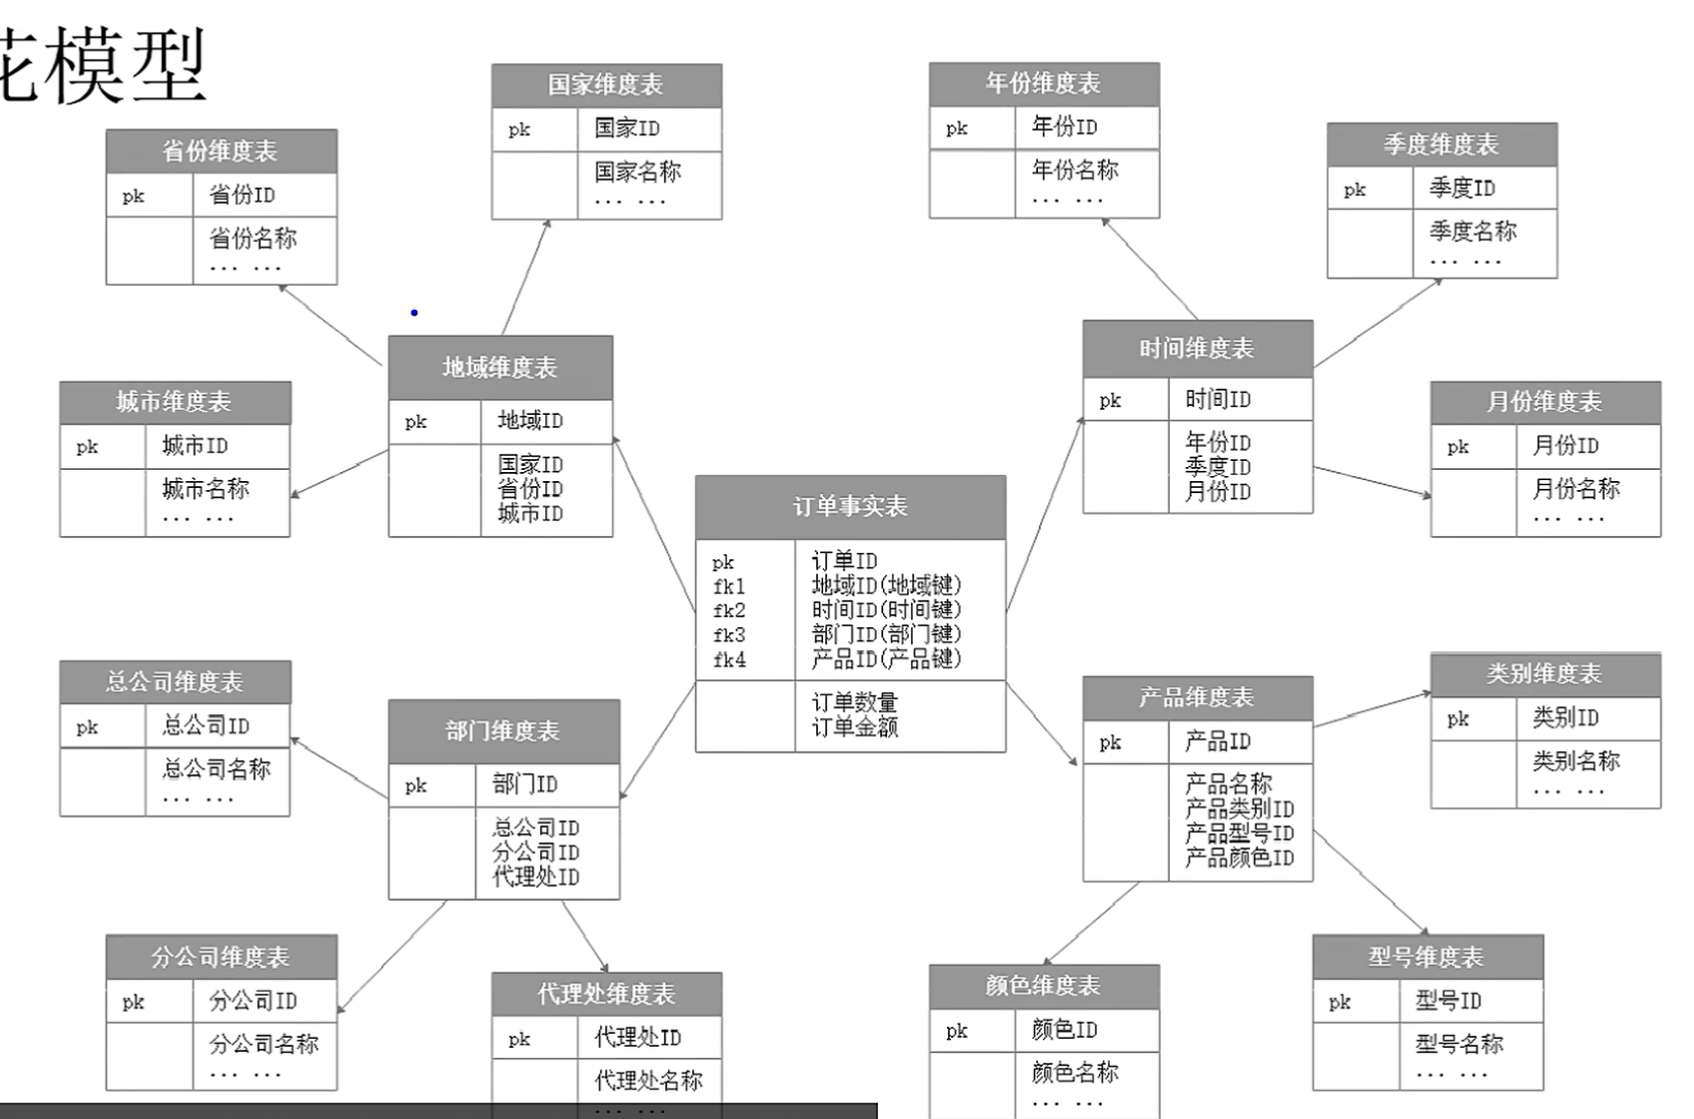 花模型
国家维度表
pk 国家ID
国家名称
... ...
年份维度表
pk 年份ID
年份名称
... ...
省份维度表
pk 省份ID
省份名称
... ...
季度维度表
pk 季度ID
季度名称
... ...
地域维度表
pk 地域ID
国家ID
省份ID
城市ID
时间维度表
pk 时间ID
年份ID
季度ID
月份ID
城市维度表
pk 城市ID
城市名称
... ...
月份维度表
pk 月份ID
月份名称
... ...
订单事实表
pk 订单ID
fk1 地域ID(地域键)
fk2 时间ID(时间键)
fk3 部门ID(部门键)
fk4 产品ID(产品键)
订单数量
订单金额
总公司维度表
pk 总公司ID
总公司名称
... ...
部门维度表
pk 部门ID
总公司ID
分公司ID
代理处ID
产品维度表
pk 产品ID
产品名称
产品类别ID
产品型号ID
产品颜色ID
类别维度表
pk 类别ID
类别名称
... ...
分公司维度表
pk 分公司ID
分公司名称
... ...
代理处维度表
pk 代理处ID
代理处名称
... ...
颜色维度表
pk 颜色ID
颜色名称
... ...
型号维度表
pk 型号ID
型号名称
... ...